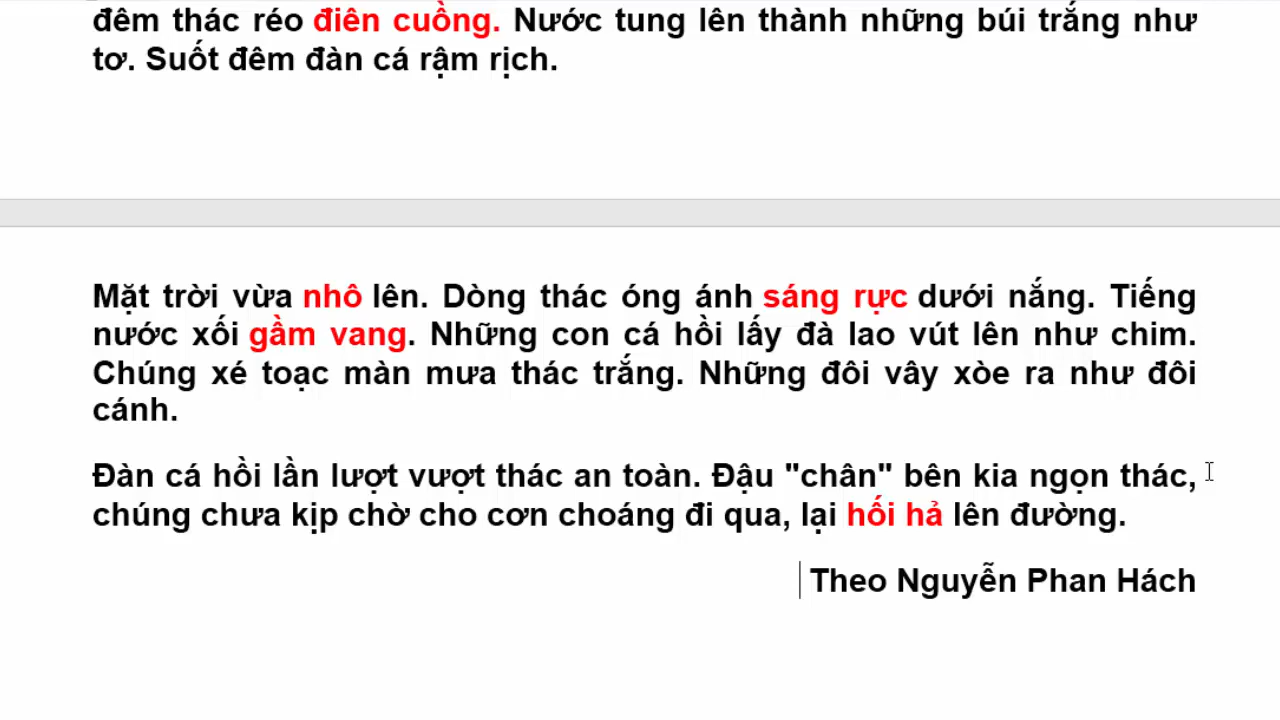 đêm thác réo điên cuồng. Nước tung lên thành những búi trắng như
tơ. Suốt đêm đàn cá rậm rịch.
Mặt trời vừa nhô lên. Dòng thác óng ánh sáng rực dưới nắng. Tiếng
nước xối gầm vang. Những con cá hồi lấy đà lao vút lên như chim.
Chúng xé toạc màn mưa thác trắng. Những đôi vây xòe ra như đôi
cánh.
Đàn cá hồi lần lượt vượt thác an toàn. Đậu "chân" bên kia ngọn thác,
chúng chưa kịp chờ cho cơn choáng đi qua, lại hối hả lên đường.
Theo Nguyễn Phan Hách